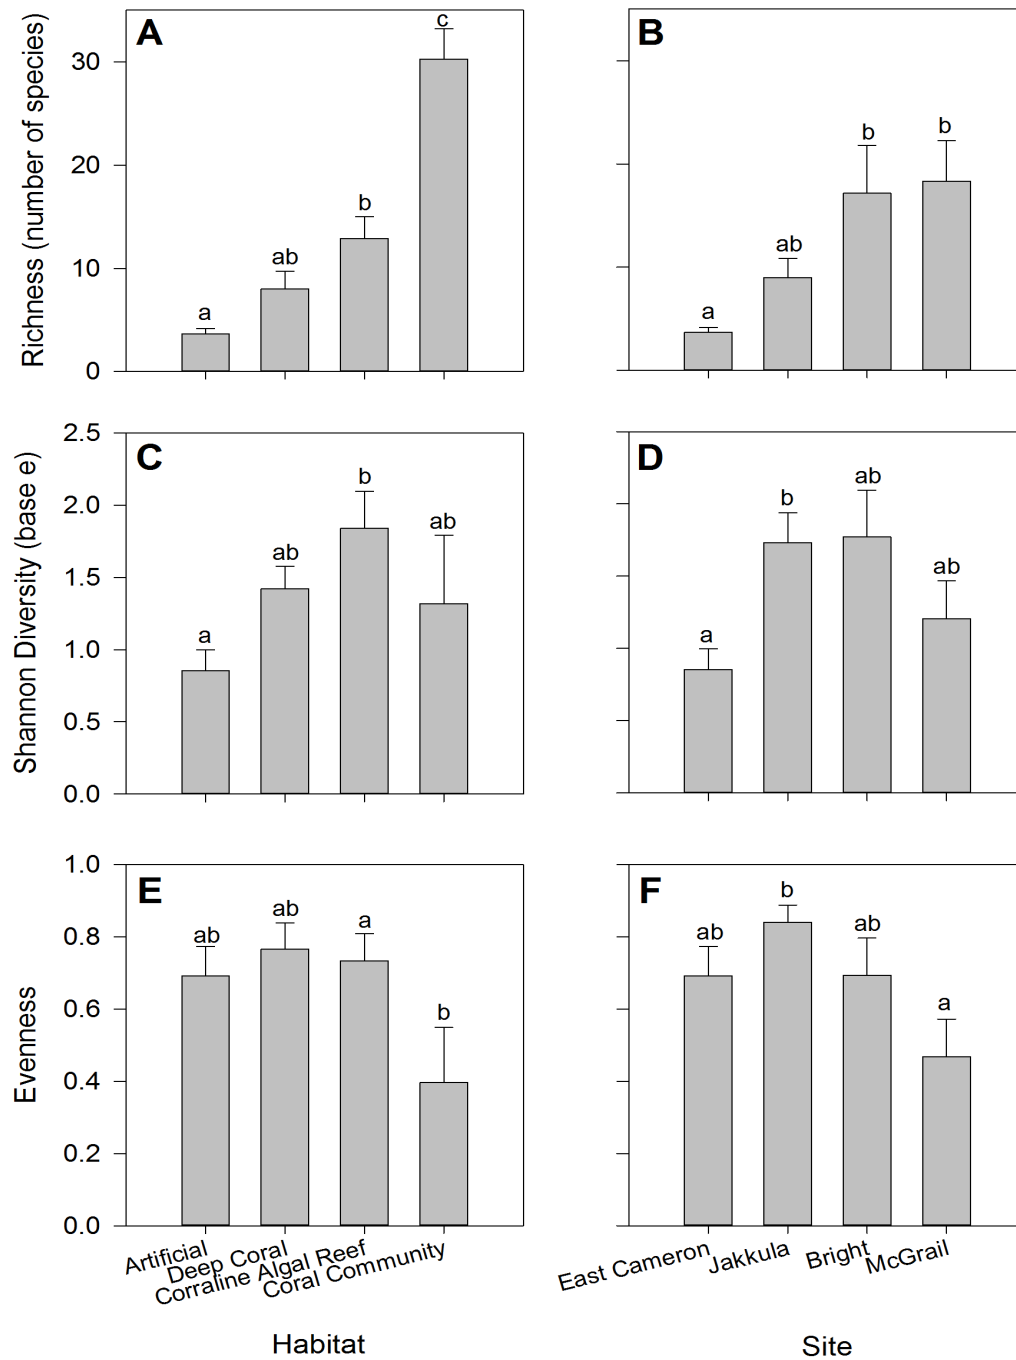 A
B
Richness (number of species)
30
20
10
0
a
ab
b
c
a
ab
b
b
C
D
Shannon Diversity (base e)
2.5
2.0
1.5
1.0
0.5
0.0
a
ab
b
ab
a
b
ab
ab
E
F
Evenness
1.0
0.8
0.6
0.4
0.2
0.0
ab
ab
a
b
ab
b
ab
a
Artificial
Deep Coral
Corraline Algal Reef
Coral Community
East Cameron
Jakkula
Bright
McGrail
Habitat
Site